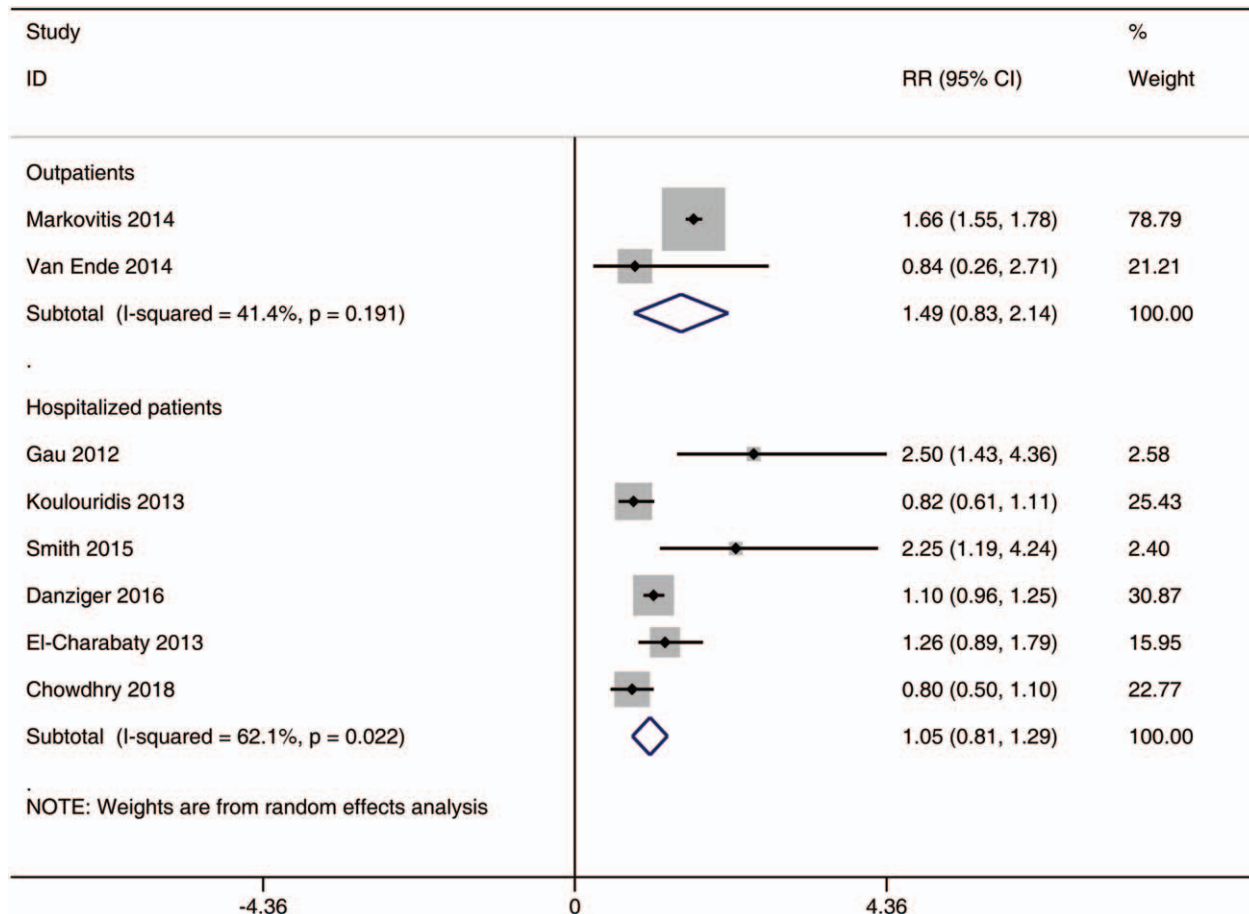 Study %
ID RR (95% CI) Weight
Outpatients
Markovitis 2014 1.66 (1.55, 1.78) 78.79
Van Ende 2014 0.84 (0.26, 2.71) 21.21
Subtotal (I-squared = 41.4%, p = 0.191) 1.49 (0.83, 2.14) 100.00
.
Hospitalized patients
Gau 2012 2.50 (1.43, 4.36) 2.58
Koulouridis 2013 0.82 (0.61, 1.11) 25.43
Smith 2015 2.25 (1.19, 4.24) 2.40
Danziger 2016 1.10 (0.96, 1.25) 30.87
El-Charabaty 2013 1.26 (0.89, 1.79) 15.95
Chowdhry 2018 0.80 (0.50, 1.10) 22.77
Subtotal (I-squared = 62.1%, p = 0.022) 1.05 (0.81, 1.29) 100.00
.
NOTE: Weights are from random effects analysis
-4.36 0 4.36